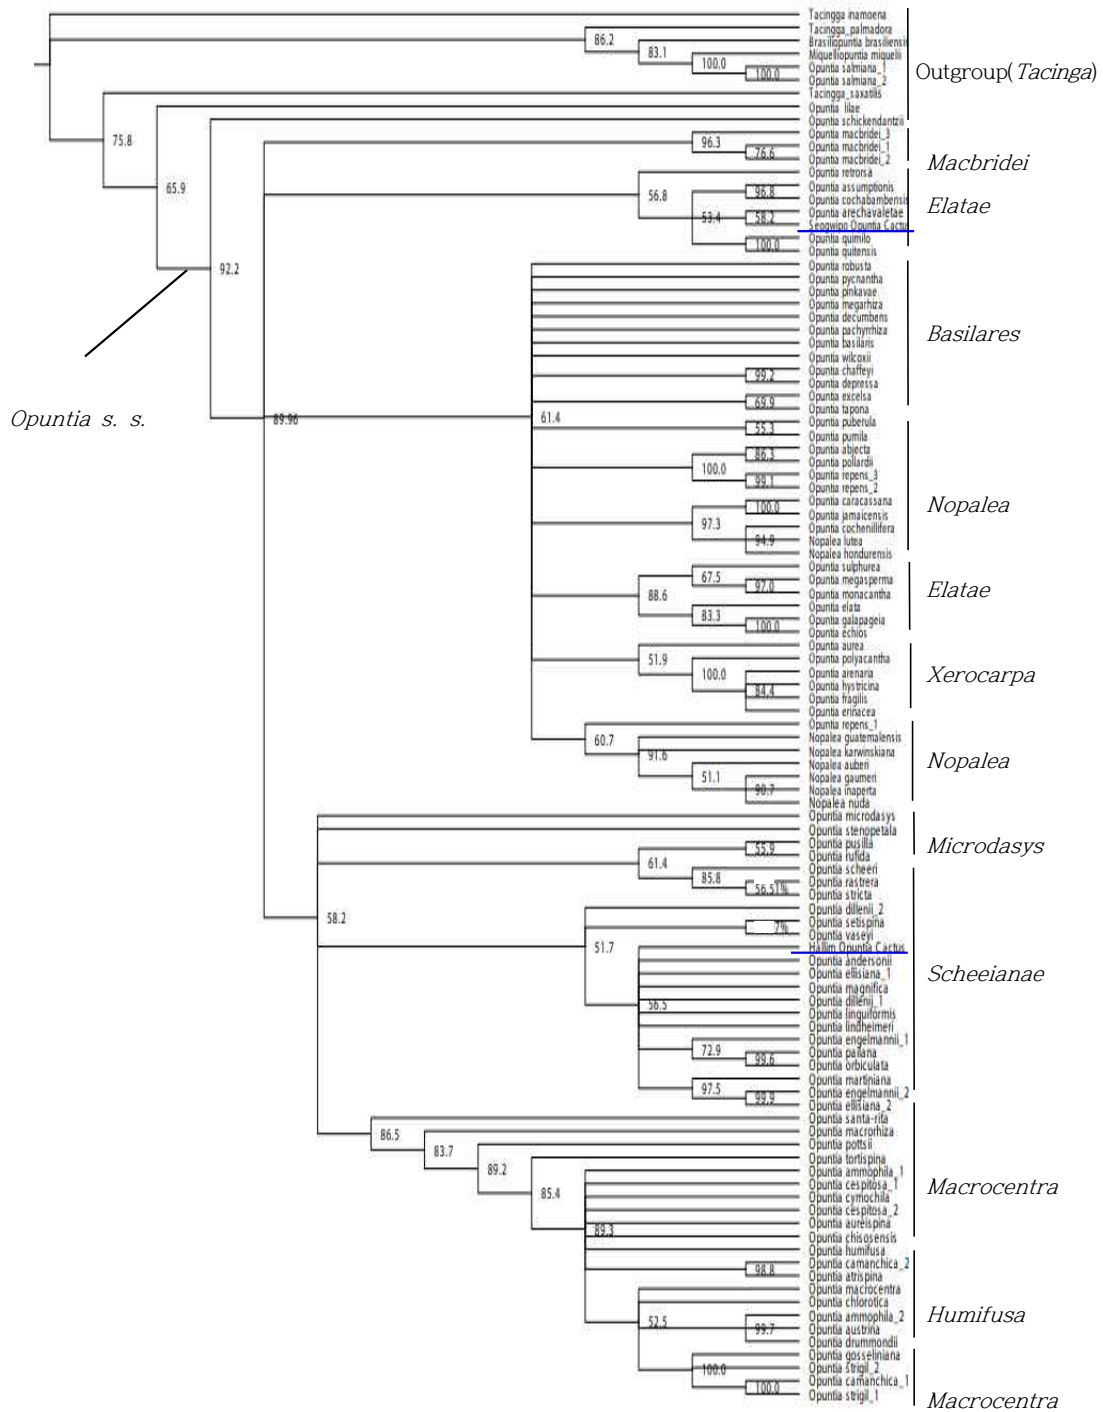 Tacingga inamoena
Tacingga_palmadora
86.2
Brasiliopuntia brasiliensis
83.1
Miquelliopuntia miquelii
100.0
Opuntia salmiana_1
100.0
Opuntia salmiana_2
Outgroup(Tacinga)
Tacingga_saxatilis
Opuntia lilae
Opuntia schickendantzii
75.8
Opuntia macbridei_3
96.3
Opuntia macbridei_1
76.6
Opuntia macbridei_2
Macbridei
65.9
Opuntia retrorsa
56.8
Opuntia assumptionis
96.8
Opuntia cochabambensis
Elatae
53.4
Opuntia arechavaletae
58.2
Seogwipo Opuntia Cactu
Opuntia quimilo
100.0
Opuntia quitensis
92.2
Opuntia robusta
Opuntia pycnantha
Opuntia pinkavae
Opuntia megarhiza
Opuntia decumbens
Opuntia pachyrrhiza
Basilares
Opuntia basilaris
Opuntia wilcoxii
Opuntia chaffeyi
99.2
Opuntia depressa
Opuntia excelsa
69.9
Opuntia tapona
Opuntia s. s.
89.96
61.4
Opuntia puberula
55.3
Opuntia pumila
Opuntia abjecta
86.3
Opuntia pollardii
100.0
Opuntia repens_3
99.1
Opuntia repens_2
Opuntia caracassana
100.0
Nopalea
Opuntia jamaicensis
97.3
Opuntia cochenillifera
Nopalea lutea
94.9
Nopalea hondurensis
Opuntia sulphurea
67.5
Opuntia megasperma
97.0
Opuntia monacantha
88.6
Elatae
Opuntia elata
83.3
Opuntia galapageia
100.0
Opuntia echios
Opuntia aurea
51.9
Opuntia polyacantha
100.0
Opuntia arenaria
Xerocarpa
Opuntia hystricina
84.4
Opuntia fragilis
Opuntia erinacea
Opuntia repens_1
60.7
Nopalea guatemalensis
91.6
Nopalea karwinskiana
Nopalea
Nopalea auberi
51.1
Nopalea gaumeri
Nopalea inaperta
90.7
Nopalea nuda
Opuntia microdasys
Opuntia stenopetala
Opuntia pusilla
55.9
Microdasys
Opuntia rufida
61.4
Opuntia scheeri
85.8
Opuntia rastrera
56.51%
Opuntia stricta
58.2
Opuntia dillenii_2
Opuntia setispina
7%
Opuntia vaseyi
51.7
Hallim Opuntia Cactus
Opuntia andersonii
Opuntia ellisiana_1
Scheeianae
Opuntia magnifica
Opuntia dillenii_1
56.5
Opuntia linguiformis
Opuntia lindheimeri
Opuntia engelmannii_1
72.9
Opuntia pailana
99.6
Opuntia orbiculata
Opuntia martiniana
97.5
Opuntia engelmannii_2
99.9
Opuntia ellisiana_2
Opuntia santa-rita
86.5
Opuntia macrorhiza
83.7
Opuntia pottsii
89.2
Opuntia tortispina
85.4
Opuntia ammophila_1
Opuntia cespitosa_1
Macrocentra
Opuntia cymochila
Opuntia cespitosa_2
Opuntia aureispina
89.3
Opuntia chisosensis
Opuntia humifusa
Opuntia camanchica_2
98.8
Opuntia atrispina
Opuntia macrocentra
Opuntia chlorotica
Opuntia ammophila_2
Humifusa
52.5
Opuntia austrina
99.7
Opuntia drummondii
Opuntia gosseliniana
100.0
Opuntia strigil_2
Opuntia camanchica_1
100.0
Opuntia strigil_1
Macrocentra